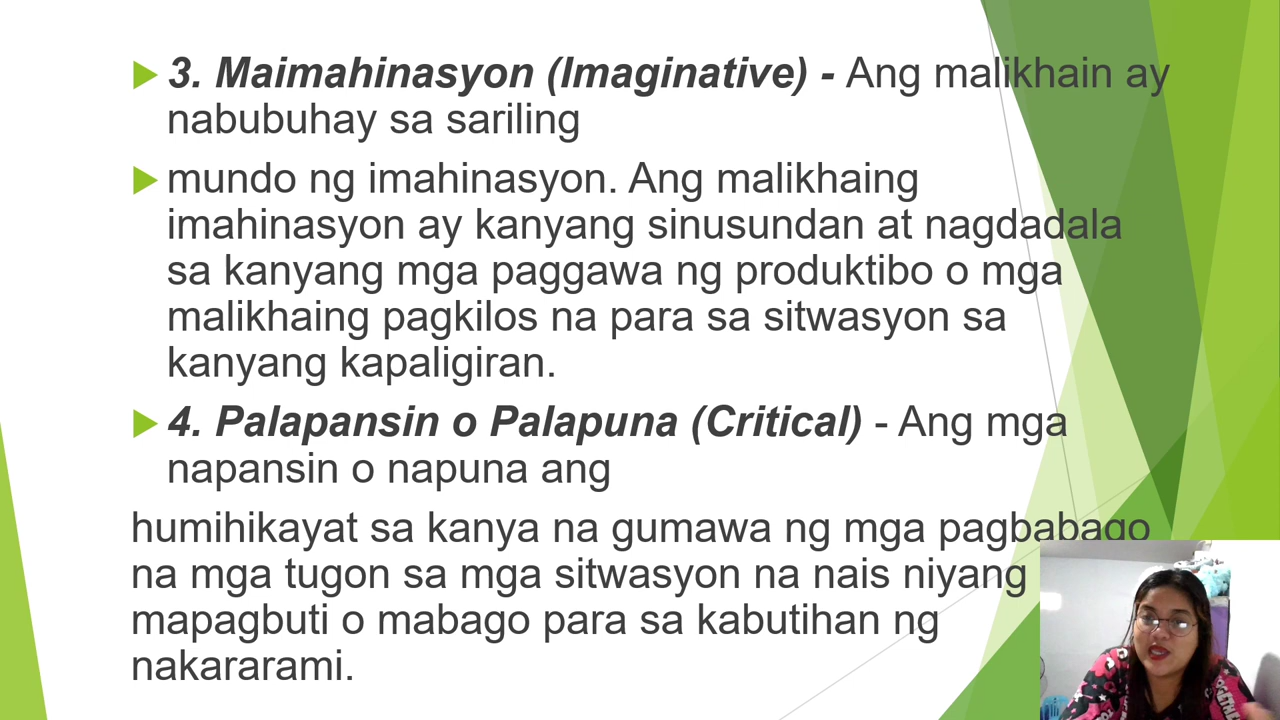 3. Maimahinasyon (Imaginative) - Ang malikhain ay
nabubuhay sa sariling
mundo ng imahinasyon. Ang malikhaing
imahinasyon ay kanyang sinusundan at nagdadala
sa kanyang mga paggawa ng produktibo o mga
malikhaing pagkilos na para sa sitwasyon sa
kanyang kapaligiran.
4. Palapansin o Palapuna (Critical) - Ang mga
napansin o napuna ang
humihikayat sa kanya na gumawa ng mga pagbabago
na mga tugon sa mga sitwasyon na nais niyang
mapagbuti o mabago para sa kabutihan ng
nakararami.